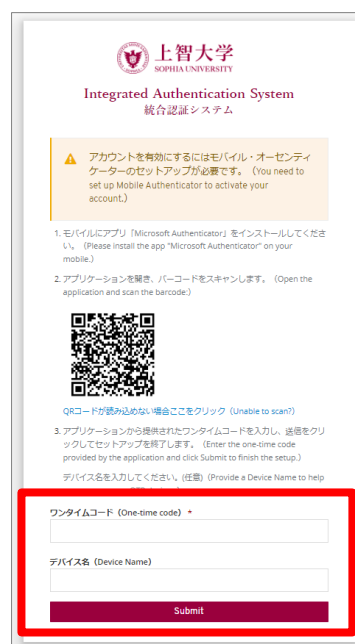 上智大学
SOPHIA UNIVERSITY
Integrated Authentication System
統合認証システム
アカウントを有効にするにはモバイル・オーセンティ
ケーターのセットアップが必要です。（You need to
set up Mobile Authenticator to activate your
account.）
1. モバイルにアプリ「Microsoft Authenticator」をインストールしてくださ
い。（Please install the app "Microsoft Authenticator" on your
mobile.）
2. アプリケーションを開き、バーコードをスキャンします。（Open the
application and scan the barcode:）
QRコードが読み込めない場合ここをクリック（Unable to scan?）
3. アプリケーションから提供されたワンタイムコードを入力し、送信をクリ
ックしてセットアップを終了します。（Enter the one-time code
provided by the application and click Submit to finish the setup.）
デバイス名を入力してください。(任意)（Provide a Device Name to help
ワンタイムコード（One-time code） *
デバイス名（Device Name）
Submit